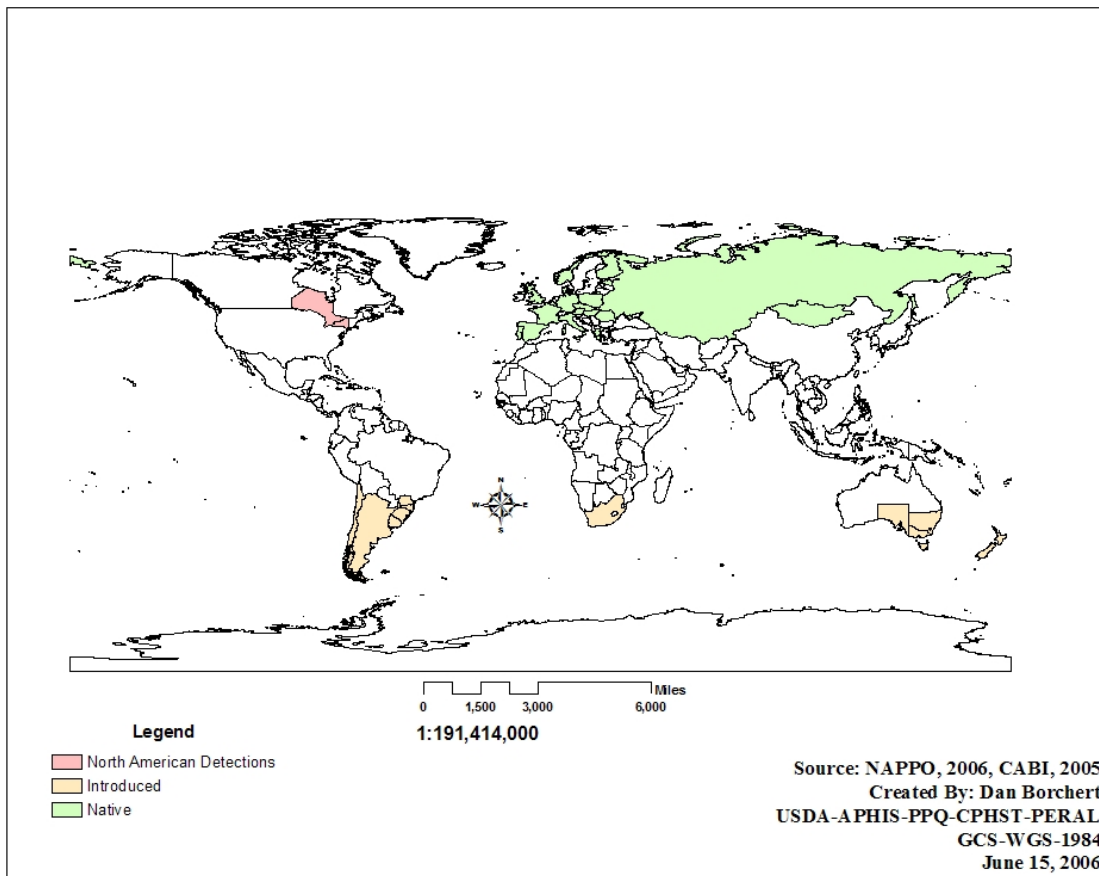 N
W
E
S
Miles
0 1,500 3,000 6,000
1:191,414,000
Legend
North American Detections
Introduced
Native
Source: NAPPO, 2006, CABI, 2005
Created By: Dan Borchert
USDA-APHIS-PPQ-CPHST-PERAL
GCS-WGS-1984
June 15, 2006